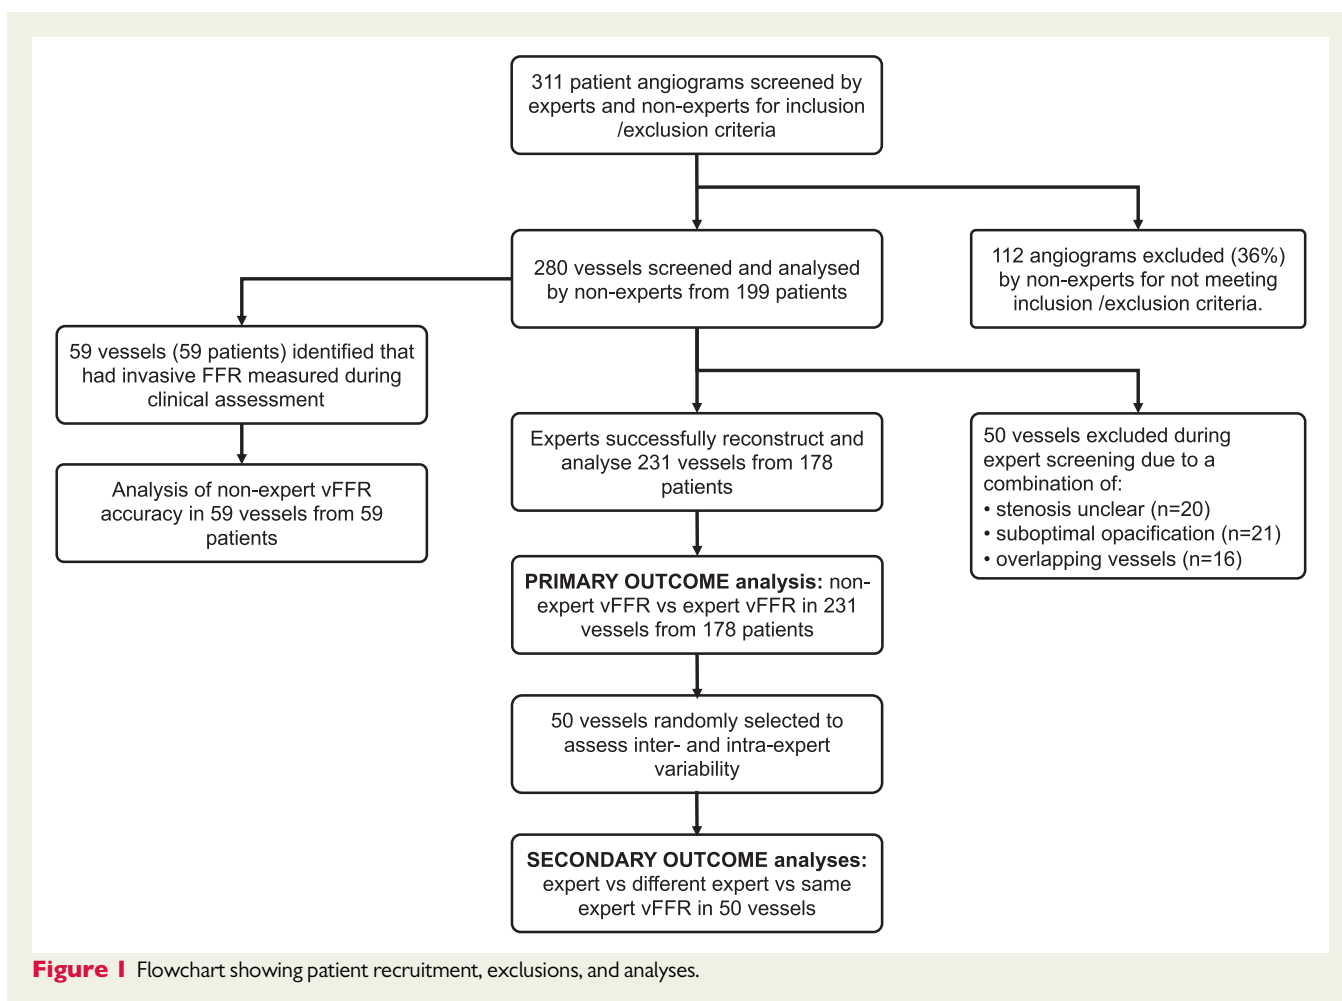 311 patient angiograms screened by
experts and non-experts for inclusion
/exclusion criteria
280 vessels screened and analysed
by non-experts from 199 patients
112 angiograms excluded (36%)
by non-experts for not meeting
inclusion /exclusion criteria.
59 vessels (59 patients) identified that
had invasive FFR measured during
clinical assessment
Analysis of non-expert vFFR
accuracy in 59 vessels from 59
patients
Experts successfully reconstruct and
analyse 231 vessels from 178
patients
50 vessels excluded during
expert screening due to a
combination of:
• stenosis unclear (n=20)
• suboptimal opacification (n=21)
• overlapping vessels (n=16)
PRIMARY OUTCOME analysis: non-
expert vFFR vs expert vFFR in 231
vessels from 178 patients
50 vessels randomly selected to
assess inter- and intra-expert
variability
SECONDARY OUTCOME analyses:
expert vs different expert vs same
expert vFFR in 50 vessels
Figure 1 Flowchart showing patient recruitment, exclusions, and analyses.